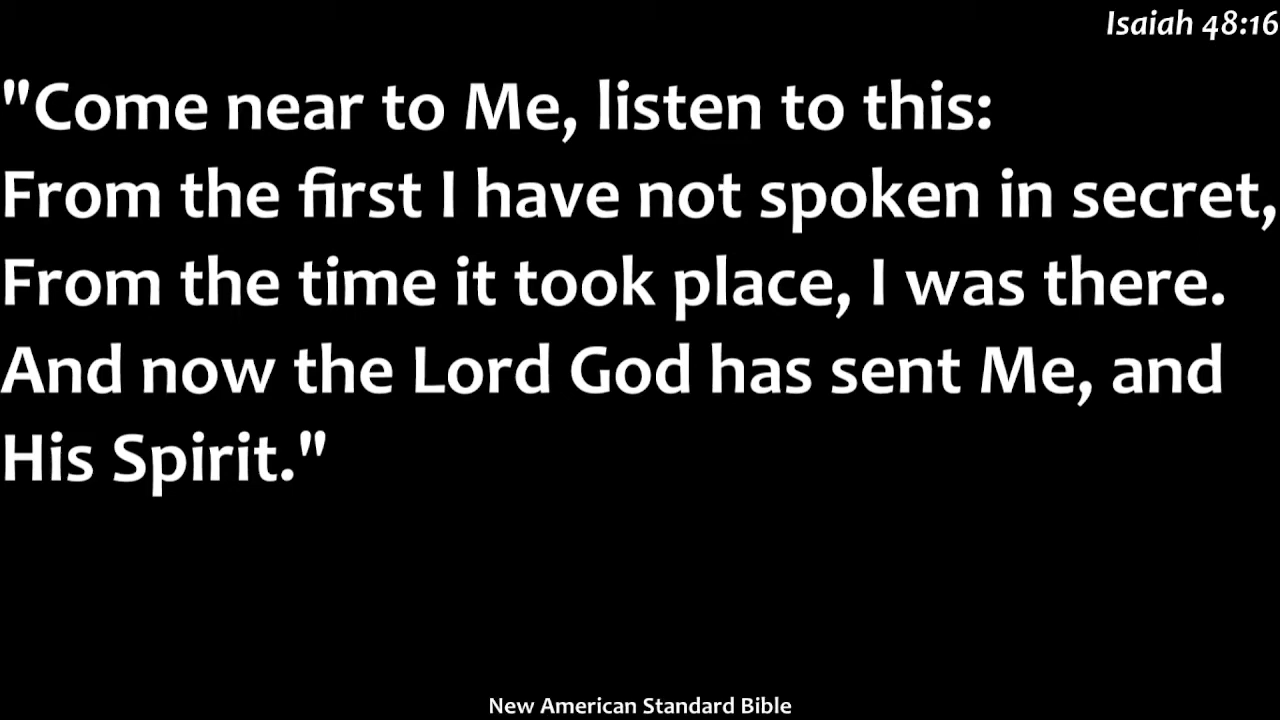 Isaiah 48:16
"Come near to Me, listen to this:
From the first I have not spoken in secret,
From the time it took place, I was there.
And now the Lord God has sent Me, and
His Spirit."
New American Standard Bible